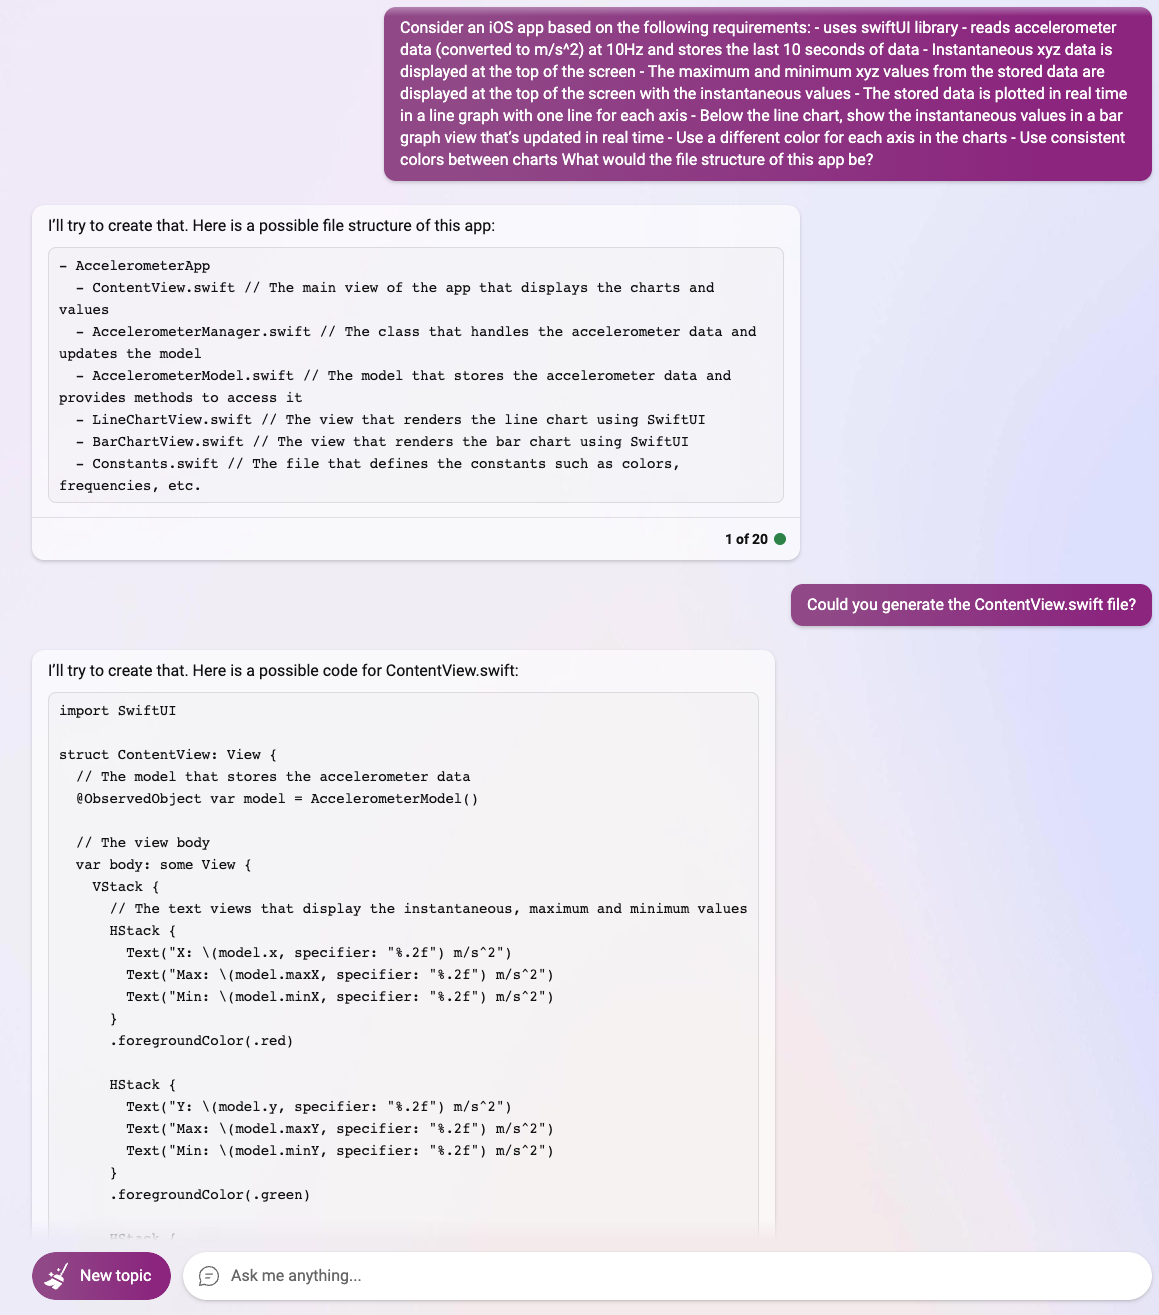 Consider an iOS app based on the following requirements: - uses swiftUI library - reads accelerometer
data (converted to m/s^2) at 10Hz and stores the last 10 seconds of data - Instantaneous xyz data is
displayed at the top of the screen - The maximum and minimum xyz values from the stored data are
displayed at the top of the screen with the instantaneous values - The stored data is plotted in real time
in a line graph with one line for each axis - Below the line chart, show the instantaneous values in a bar
graph view that’s updated in real time - Use a different color for each axis in the charts - Use consistent
colors between charts What would the file structure of this app be?
I’ll try to create that. Here is a possible file structure of this app:
- AccelerometerApp
  - ContentView.swift // The main view of the app that displays the charts and
values
  - AccelerometerManager.swift // The class that handles the accelerometer data and
updates the model
  - AccelerometerModel.swift // The model that stores the accelerometer data and
provides methods to access it
  - LineChartView.swift // The view that renders the line chart using SwiftUI
  - BarChartView.swift // The view that renders the bar chart using SwiftUI
  - Constants.swift // The file that defines the constants such as colors,
frequencies, etc.
1 of 20
Could you generate the ContentView.swift file?
I’ll try to create that. Here is a possible code for ContentView.swift:
import SwiftUI
struct ContentView: View {
  // The model that stores the accelerometer data
  @ObservedObject var model = AccelerometerModel()
  // The view body
  var body: some View {
    VStack {
      // The text views that display the instantaneous, maximum and minimum values
      HStack {
        Text("X: \(model.x, specifier: "%.2f") m/s^2")
        Text("Max: \(model.maxX, specifier: "%.2f") m/s^2")
        Text("Min: \(model.minX, specifier: "%.2f") m/s^2")
      }
      .foregroundColor(.red)
      HStack {
        Text("Y: \(model.y, specifier: "%.2f") m/s^2")
        Text("Max: \(model.maxY, specifier: "%.2f") m/s^2")
        Text("Min: \(model.minY, specifier: "%.2f") m/s^2")
      }
      .foregroundColor(.green)
      HStack {
New topic
Ask me anything...